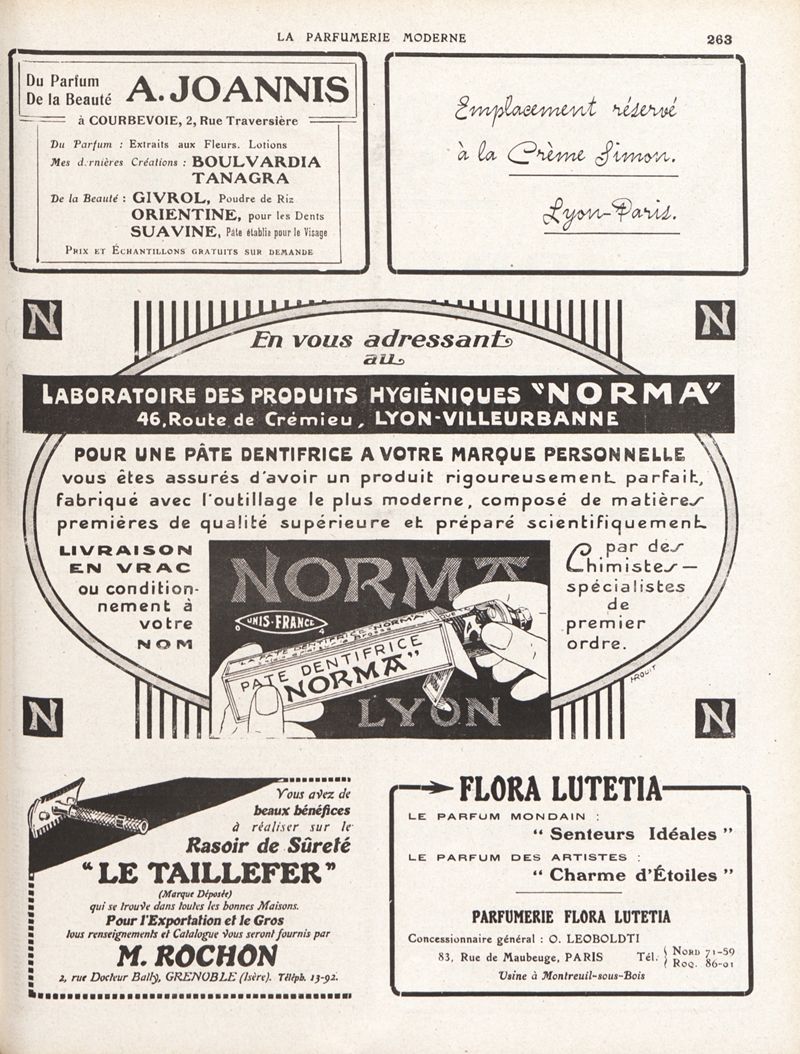 LA PARFUMERIE MODERNE
263
Du Parfum
De la Beauté
A. JOANNIS
à COURBEVOIE, 2, Rue Traversière
Du Parfum : Extraits aux Fleurs. Lotions
Mes d.rnières Créations : BOULVARDIA
TANAGRA
De la Beauté : GIVROL, Poudre de Riz
ORIENTINE, pour les Dents
SUAVINE, Pâte établie pour le Visage
PRIX ET ÉCHANTILLONS GRATUITS SUR DEMANDE
Emplacement réservé
à la Crème Simon.
Lyon-Paris.
N
N
En vous adressant
au
LABORATOIRE DES PRODUITS HYGIÉNIQUES "NORMA"
46, Route de Crémieu, LYON-VILLEURBANNE
POUR UNE PÂTE DENTIFRICE A VOTRE MARQUE PERSONNELLE
vous êtes assurés d'avoir un produit rigoureusement parfait,
fabriqué avec l'outillage le plus moderne, composé de matières
premières de qualité supérieure et préparé scientifiquement
LIVRAISON
EN VRAC
ou condition-
nement à
votre
NOM
NORMA
UNIS-FRANCE
PATE DENTIFRICE
"NORMA"
LYON
par des
Chimistes-
spécialistes
de
premier
ordre.
N
N
Vous avez de
beaux bénéfices
à réaliser sur le
Rasoir de Sûreté
"LE TAILLEFER"
(Marque Déposée)
qui se trouve dans toutes les bonnes Maisons.
Pour l'Exportation et le Gros
tous renseignements et Catalogue vous seront fournis par
M. ROCHON
2, rue Docteur Bally, GRENOBLE (Isère). Téléph. 13-92.
FLORA LUTETIA
LE PARFUM MONDAIN :
" Senteurs Idéales "
LE PARFUM DES ARTISTES :
" Charme d'Étoiles "
PARFUMERIE FLORA LUTETIA
Concessionnaire général : O. LEOBOLDTI
83, Rue de Maubeuge, PARIS Tél. { NORD 71-59
{ ROQ. 86-01
Usine à Montreuil-sous-Bois